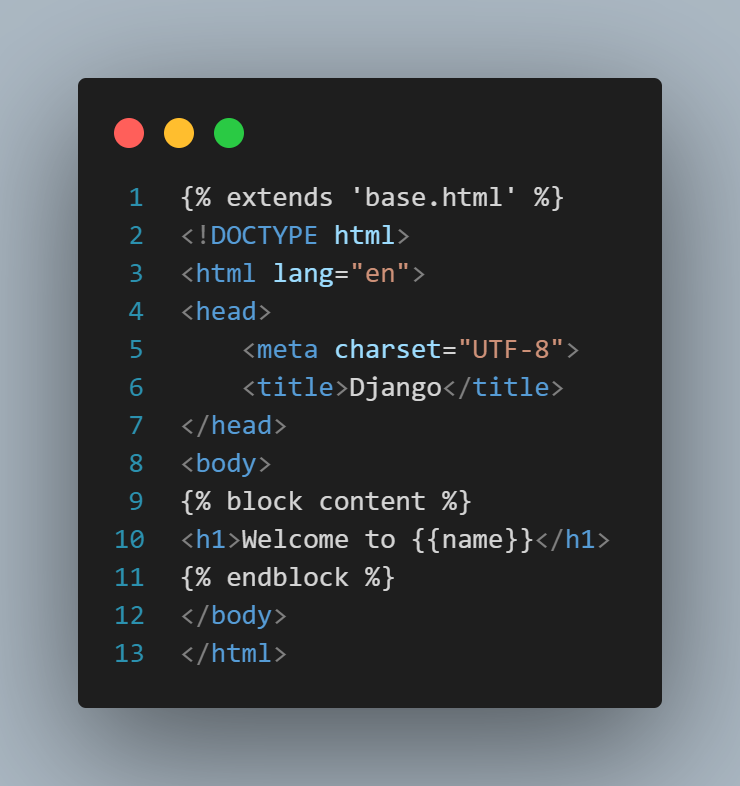 1 {% extends 'base.html' %}
2 <!DOCTYPE html>
3 <html lang="en">
4 <head>
5     <meta charset="UTF-8">
6     <title>Django</title>
7 </head>
8 <body>
9 {% block content %}
10 <h1>Welcome to {{name}}</h1>
11 {% endblock %}
12 </body>
13 </html>